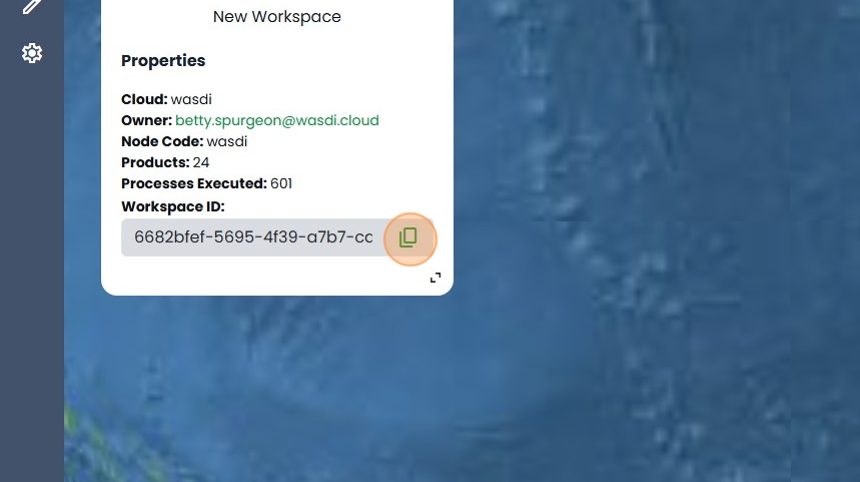 New Workspace
Properties
Cloud: wasdi
Owner: betty.spurgeon@wasdi.cloud
Node Code: wasdi
Products: 24
Processes Executed: 601
Workspace ID:
6682bfef-5695-4f39-a7b7-cc